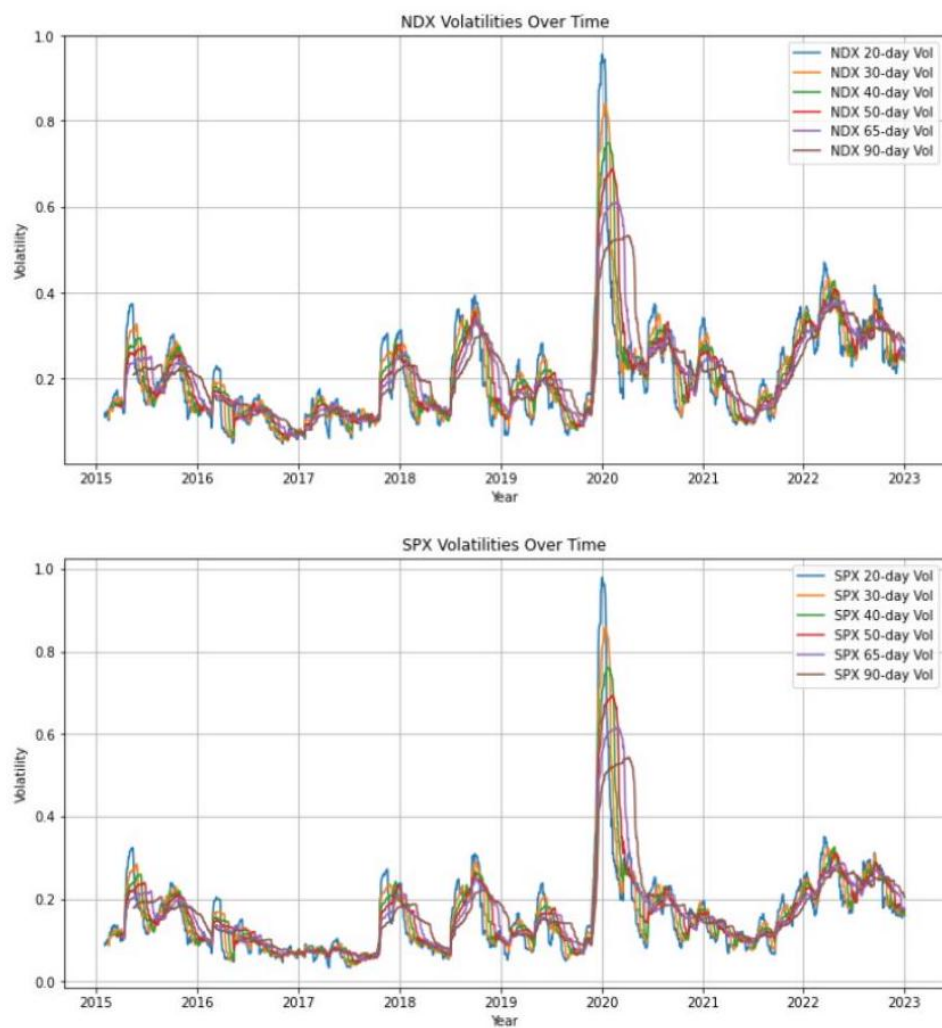 NDX Volatilities Over Time
1.0
0.8
0.6
0.4
0.2
Volatility
NDX 20-day Vol
NDX 30-day Vol
NDX 40-day Vol
NDX 50-day Vol
NDX 65-day Vol
NDX 90-day Vol
2015 2016 2017 2018 2019 2020 2021 2022 2023
Year
SPX Volatilities Over Time
1.0
0.8
0.6
0.4
0.2
0.0
Volatility
SPX 20-day Vol
SPX 30-day Vol
SPX 40-day Vol
SPX 50-day Vol
SPX 65-day Vol
SPX 90-day Vol
2015 2016 2017 2018 2019 2020 2021 2022 2023
Year